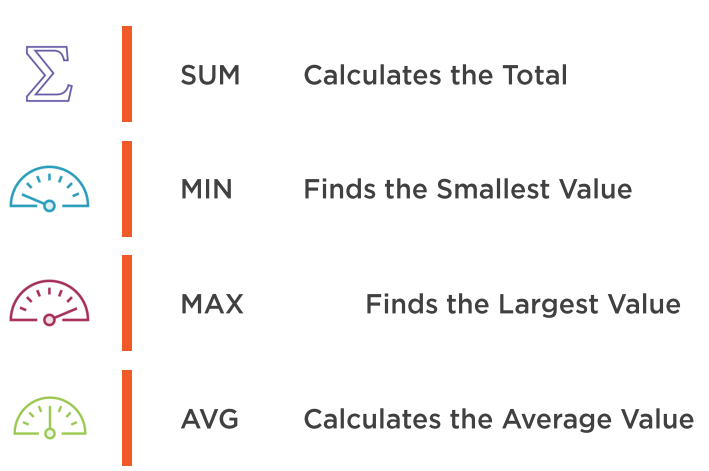 SUM Calculates the Total
MIN Finds the Smallest Value
MAX Finds the Largest Value
AVG Calculates the Average Value